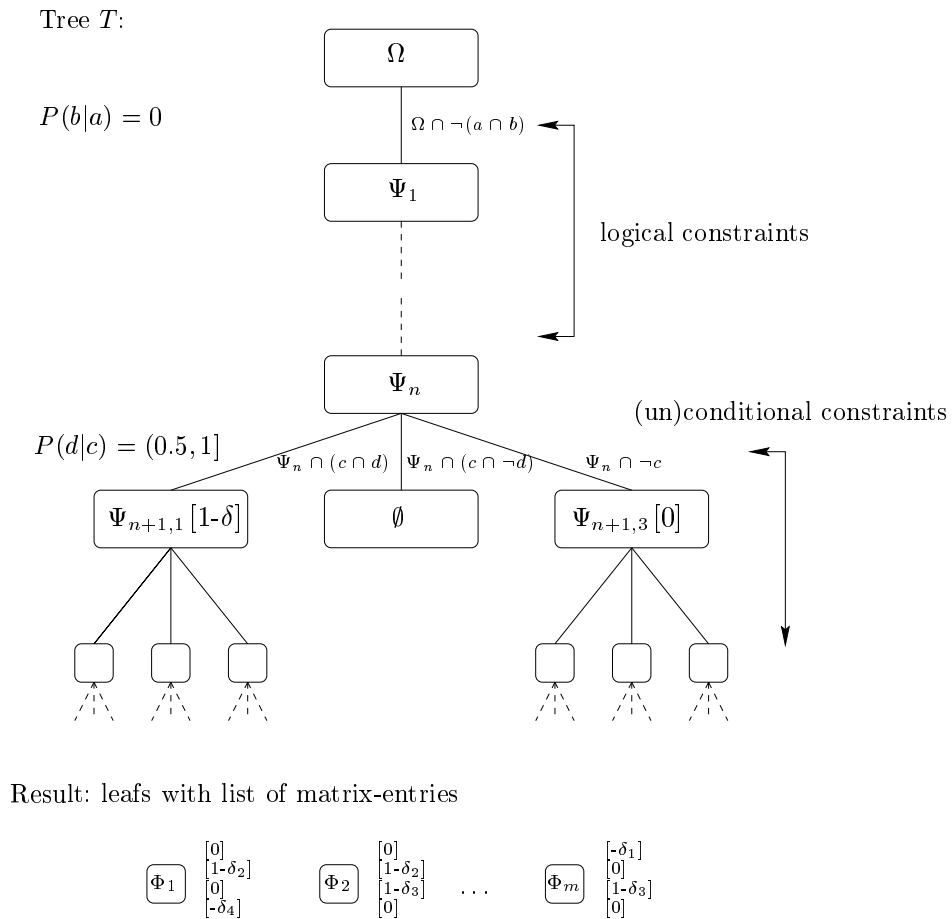 Tree T:
Ω
P(b|a) = 0
Ω ∩ ¬(a ∩ b)
Ψ₁
logical constraints
Ψₙ
(un)conditional constraints
P(d|c) = (0.5, 1]
Ψₙ ∩ (c ∩ d)
Ψₙ ∩ (c ∩ ¬d)
Ψₙ ∩ ¬c
Ψₙ₊₁,₁ [1-δ]
∅
Ψₙ₊₁,₃ [0]
Result: leafs with list of matrix-entries
Φ₁
[0]
[1-δ₂]
[0]
[-δ₄]
Φ₂
[0]
[1-δ₂]
[1-δ₃]
[0]
...
Φₘ
[-δ₁]
[0]
[1-δ₃]
[0]